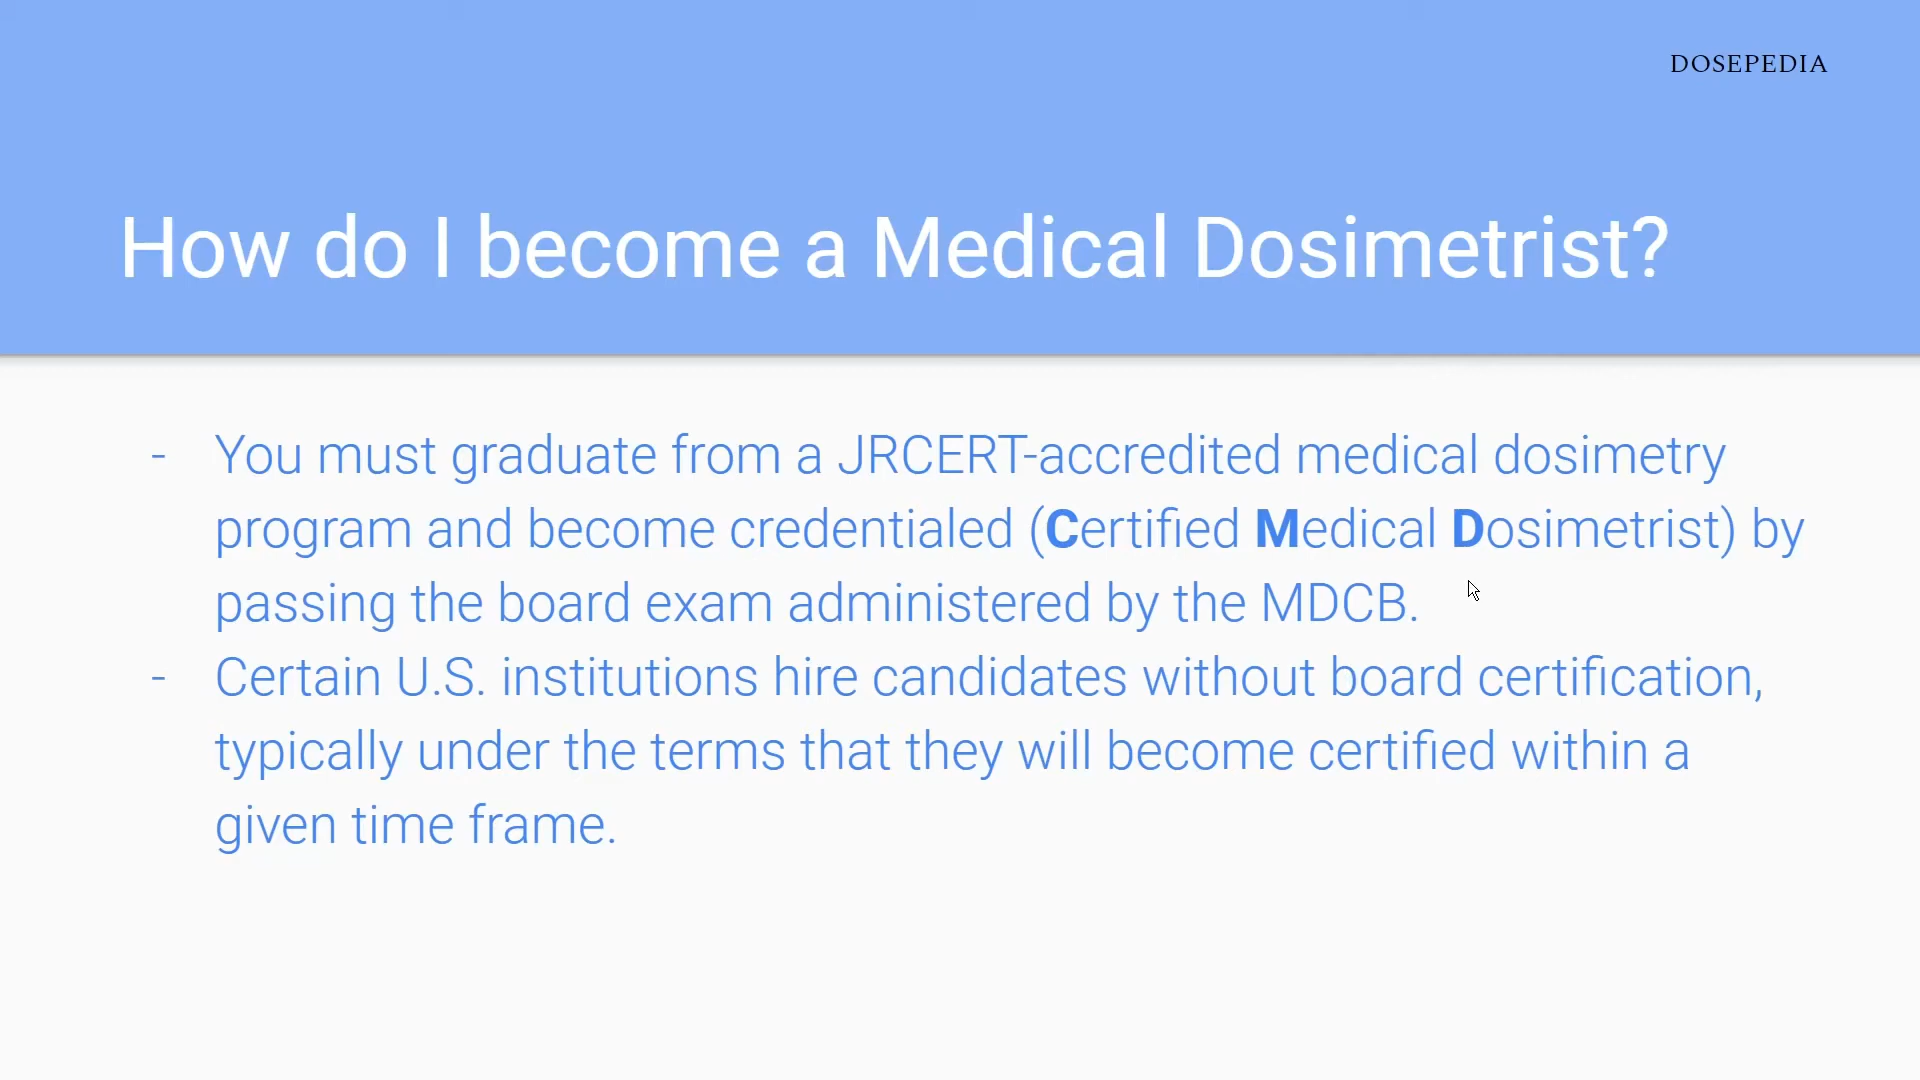 DOSEPEDIA
How do I become a Medical Dosimetrist?
- You must graduate from a JRCERT-accredited medical dosimetry
program and become credentialed (Certified Medical Dosimetrist) by
passing the board exam administered by the MDCB.
- Certain U.S. institutions hire candidates without board certification,
typically under the terms that they will become certified within a
given time frame.